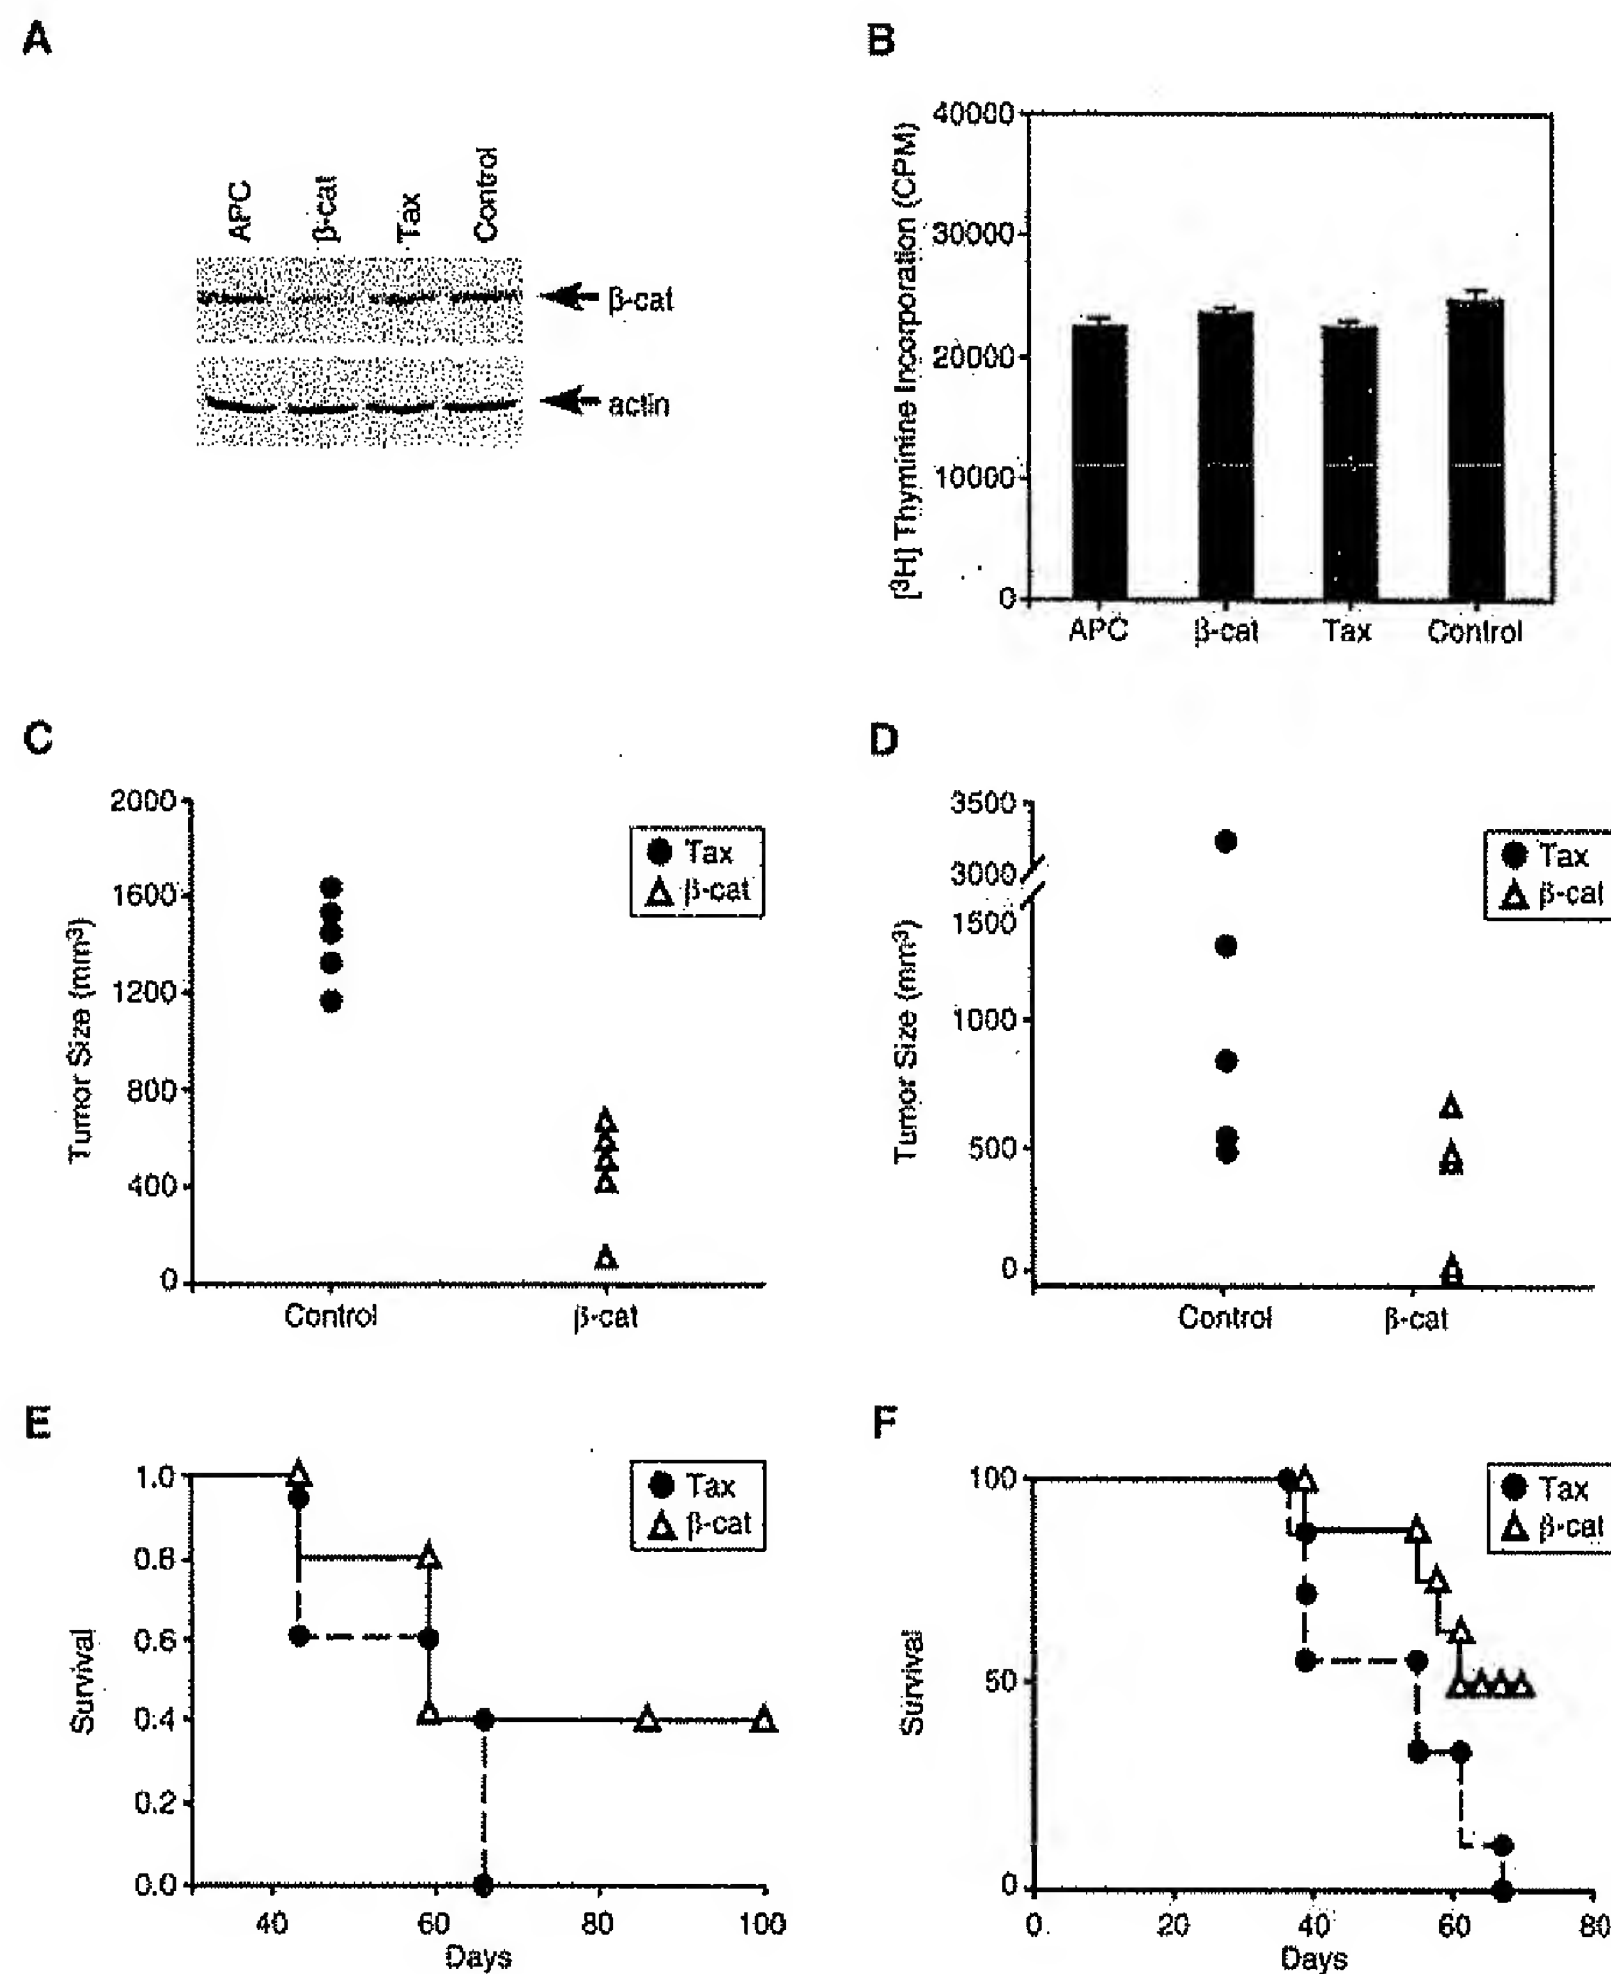 A
APC
β-cat
Tax
Control
β-cat
actin
B
[³H] Thyminine Incorporation (CPM)
40000
30000
20000
10000
0
APC β-cat Tax Control
C
Tumor Size (mm³)
2000
1600
1200
800
400
0
Control β-cat
Tax
β-cat
D
Tumor Size (mm³)
3500
3000
1500
1000
500
0
Control β-cat
Tax
β-cat
E
Survival
1.0
0.8
0.6
0.4
0.2
0.0
40 60 80 100
Days
Tax
β-cat
F
Survival
100
50
0
0 20 40 60 80
Days
Tax
β-cat